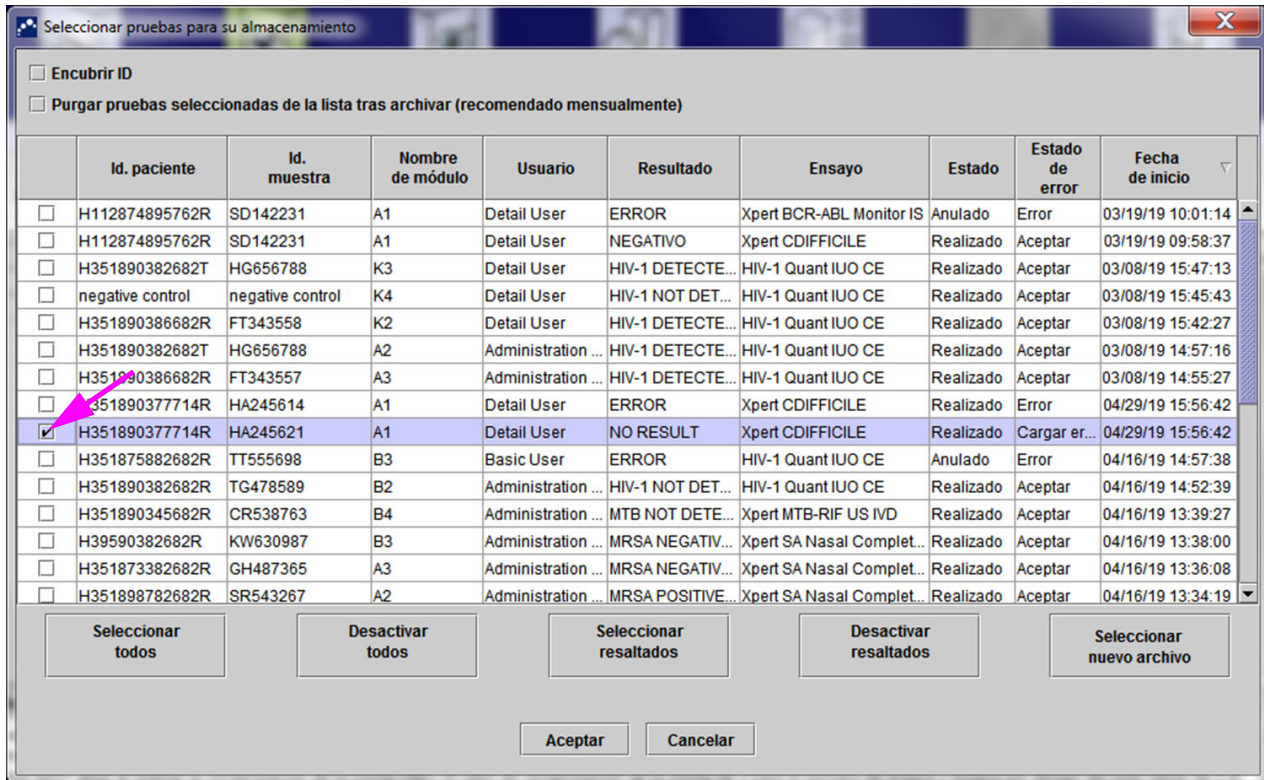 Seleccionar pruebas para su almacenamiento
Encubrir ID
Purgar pruebas seleccionadas de la lista tras archivar (recomendado mensualmente)
Id. paciente Id. muestra Nombre de módulo Usuario Resultado Ensayo Estado Estado de error Fecha de inicio
H112874895762R SD142231 A1 Detail User ERROR Xpert BCR-ABL Monitor IS Anulado Error 03/19/19 10:01:14
H112874895762R SD142231 A1 Detail User NEGATIVO Xpert CDIFFICILE Realizado Aceptar 03/19/19 09:58:37
H351890382682T HG656788 K3 Detail User HIV-1 DETECTE... HIV-1 Quant IUO CE Realizado Aceptar 03/08/19 15:47:13
negative control negative control K4 Detail User HIV-1 NOT DET... HIV-1 Quant IUO CE Realizado Aceptar 03/08/19 15:45:43
H351890386682R FT343558 K2 Detail User HIV-1 DETECTE... HIV-1 Quant IUO CE Realizado Aceptar 03/08/19 15:42:27
H351890382682T HG656788 A2 Administration ... HIV-1 DETECTE... HIV-1 Quant IUO CE Realizado Aceptar 03/08/19 14:57:16
H351890386682R FT343557 A3 Administration ... HIV-1 DETECTE... HIV-1 Quant IUO CE Realizado Aceptar 03/08/19 14:55:27
H351890377714R HA245614 A1 Detail User ERROR Xpert CDIFFICILE Realizado Error 04/29/19 15:56:42
H351890377714R HA245621 A1 Detail User NO RESULT Xpert CDIFFICILE Realizado Cargar er... 04/29/19 15:56:42
H351875882682R TT555698 B3 Basic User ERROR HIV-1 Quant IUO CE Anulado Error 04/16/19 14:57:38
H351890382682R TG478589 B2 Administration ... HIV-1 NOT DET... HIV-1 Quant IUO CE Realizado Aceptar 04/16/19 14:52:39
H351890345682R CR538763 B4 Administration ... MTB NOT DETE... Xpert MTB-RIF US IVD Realizado Aceptar 04/16/19 13:39:27
H39590382682R KW630987 B3 Administration ... MRSA NEGATIV... Xpert SA Nasal Complet... Realizado Aceptar 04/16/19 13:38:00
H351873382682R GH487365 A3 Administration ... MRSA NEGATIV... Xpert SA Nasal Complet... Realizado Aceptar 04/16/19 13:36:08
H351898782682R SR543267 A2 Administration ... MRSA POSITIVE... Xpert SA Nasal Complet... Realizado Aceptar 04/16/19 13:34:19
Seleccionar todos Desactivar todos Seleccionar resaltados Desactivar resaltados Seleccionar nuevo archivo
Aceptar Cancelar